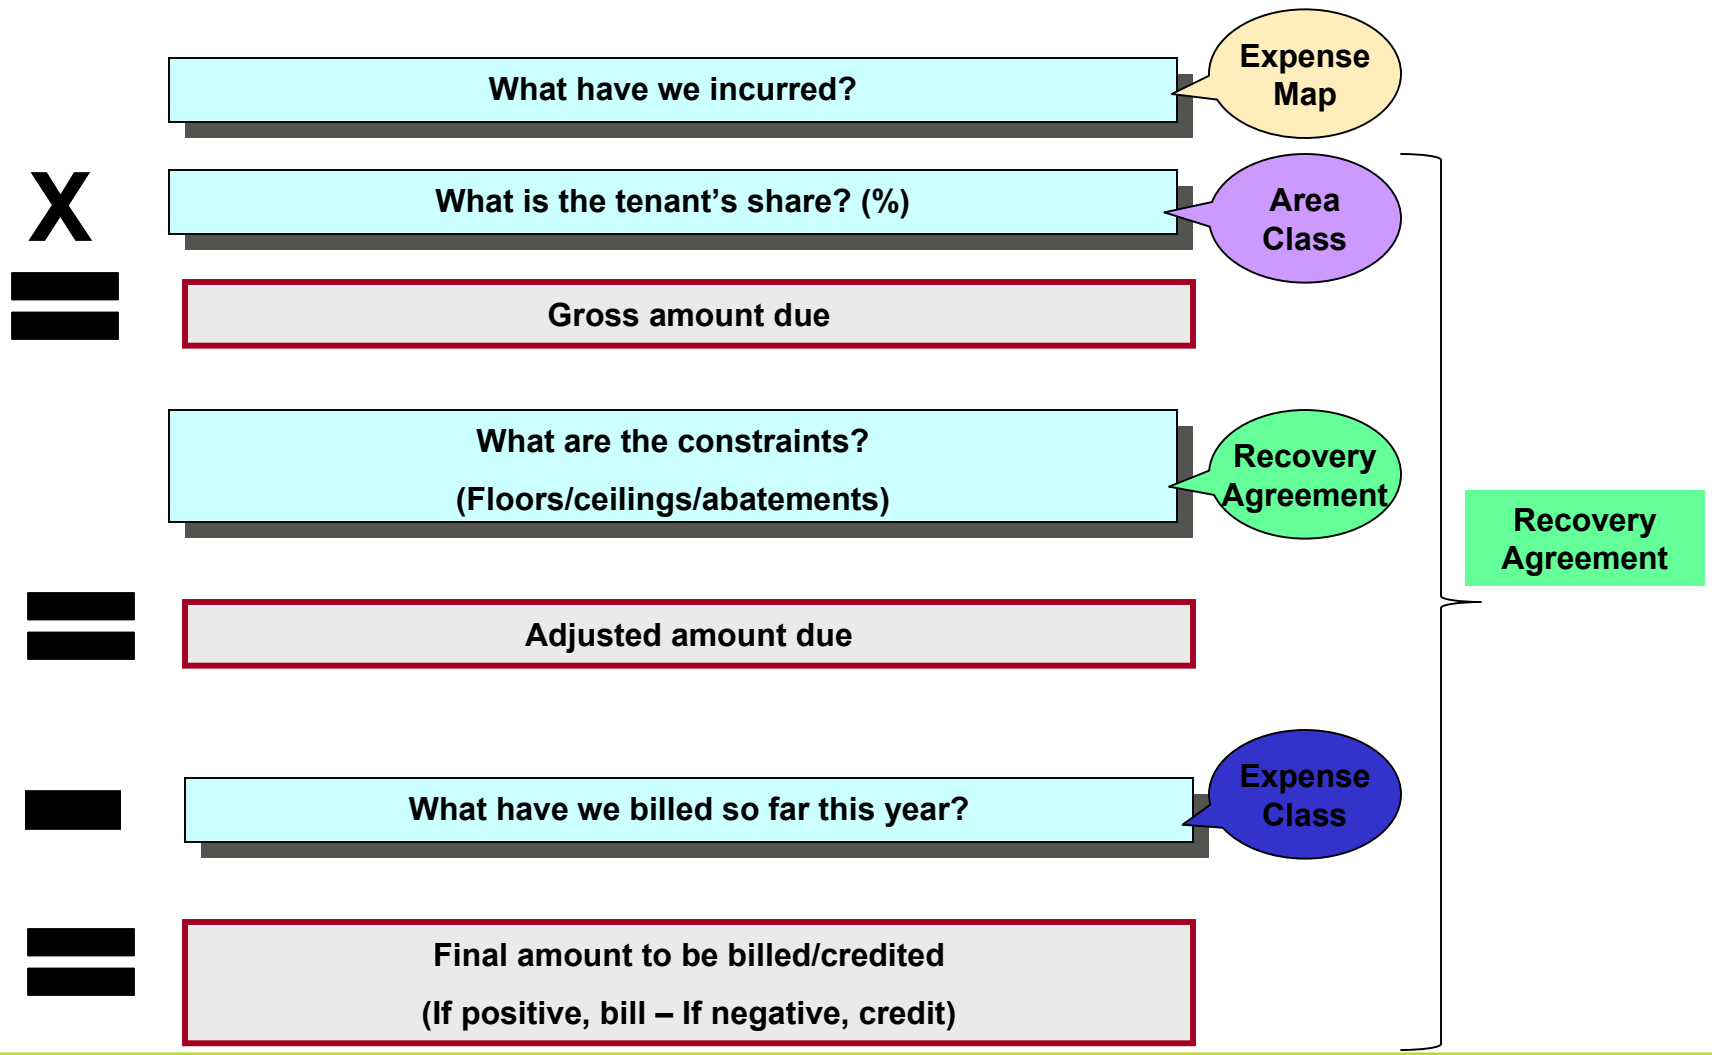 What have we incurred?
Expense
Map
X
What is the tenant’s share? (%)
Area
Class
Gross amount due
What are the constraints?
(Floors/ceilings/abatements)
Recovery
Agreement
Recovery
Agreement
Adjusted amount due
What have we billed so far this year?
Expense
Class
Final amount to be billed/credited
(If positive, bill – If negative, credit)